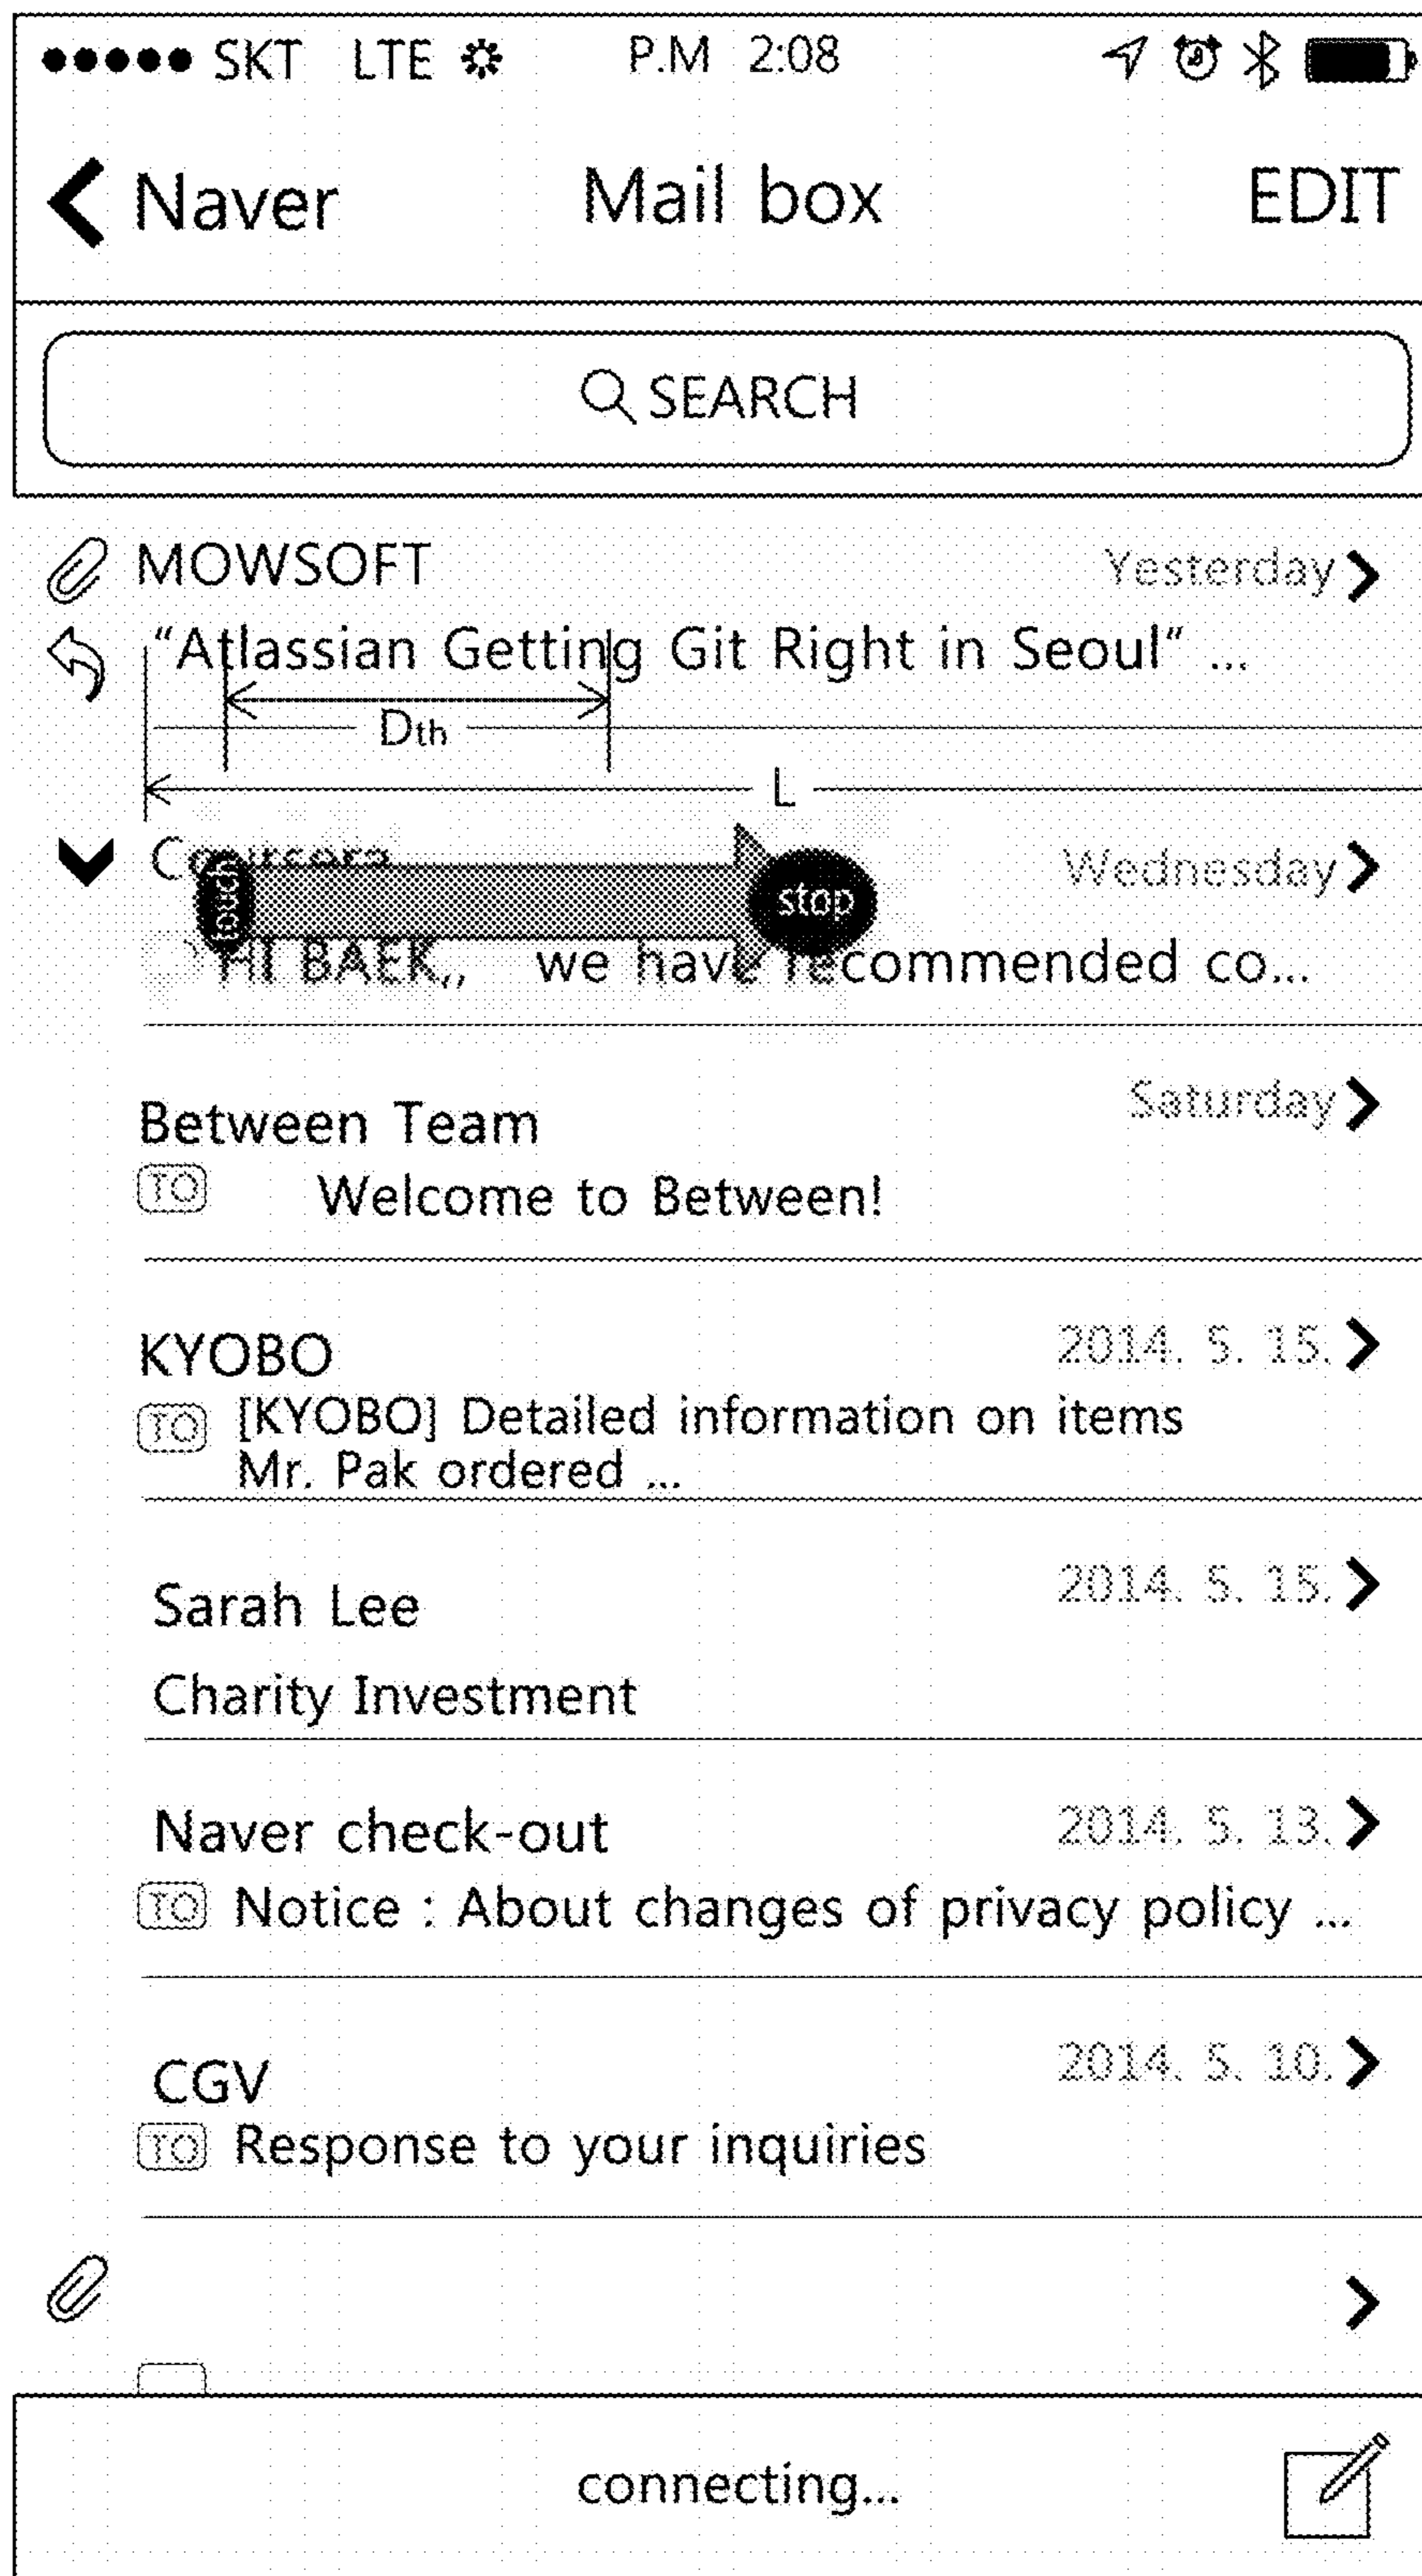 SKT LTE P.M 2:08
Naver Mail box EDIT
SEARCH
MOWSOFT Yesterday
“Atlassian Getting Git Right in Seoul“ ...
Dth
L
Coursera Wednesday
touch stop
HI BAEK,, we have recommended co...
Between Team Saturday
TO Welcome to Between!
KYOBO 2014. 5. 15.
TO [KYOBO] Detailed information on items
Mr. Pak ordered ...
Sarah Lee 2014. 5. 15.
Charity Investment
Naver check-out 2014. 5. 13.
TO Notice : About changes of privacy policy ...
CGV 2014. 5. 10.
TO Response to your inquiries
connecting...